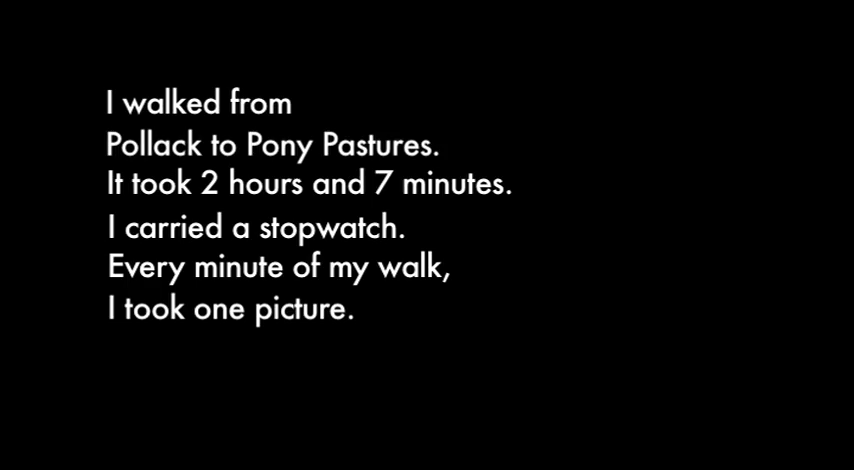 I walked from
Pollack to Pony Pastures.
It took 2 hours and 7 minutes.
I carried a stopwatch.
Every minute of my walk,
I took one picture.